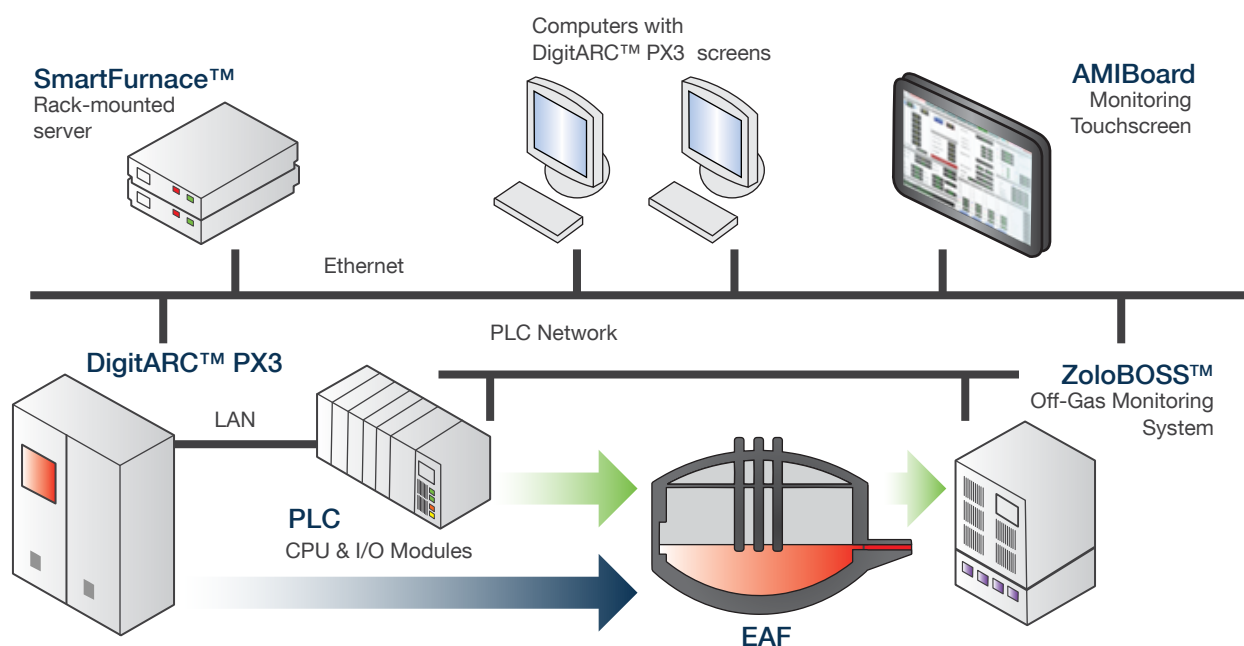 Computers with
DigitARC™ PX3 screens
SmartFurnace™
Rack-mounted
server
AMIBoard
Monitoring
Touchscreen
Ethernet
PLC Network
DigitARC™ PX3
ZoloBOSS™
Off-Gas Monitoring
System
LAN
PLC
CPU & I/O Modules
EAF